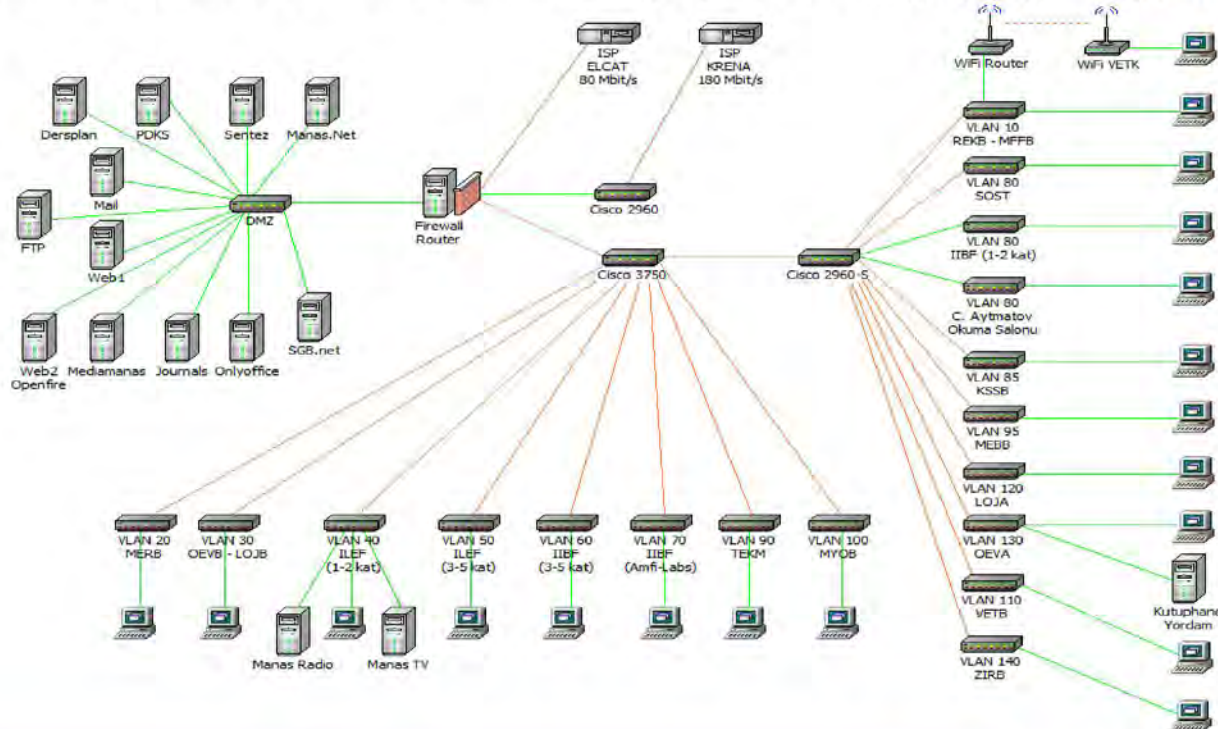 ISP
ELCAT
80 Mbit/s
ISP
KRENA
180 Mbit/s
WiFi Router
WiFi VETK
Dersplan
PDKS
Sentez
Manas.Net
Mail
FTP
Web1
DMZ
Firewall
Router
Cisco 2960
Cisco 3750
Cisco 2960-S
Web2
Openfire
Mediamanas
Journals
Onlyoffice
SGB.net
VLAN 10
REKB - MFFB
VLAN 80
SOST
VLAN 80
IIBF (1-2 kat)
VLAN 80
C. Aytmatov
Okuma Salonu
VLAN 85
KSSB
VLAN 95
MEBB
VLAN 120
LOJA
VLAN 130
OEVA
Kutuphane
Yordam
VLAN 110
VETB
VLAN 140
ZIRB
VLAN 20
MERB
VLAN 30
OEVB - LOJB
VLAN 40
ILEF
(1-2 kat)
VLAN 50
ILEF
(3-5 kat)
VLAN 60
IIBF
(3-5 kat)
VLAN 70
IIBF
(Amfi-Labs)
VLAN 90
TEKM
VLAN 100
MYOB
Manas Radio
Manas TV